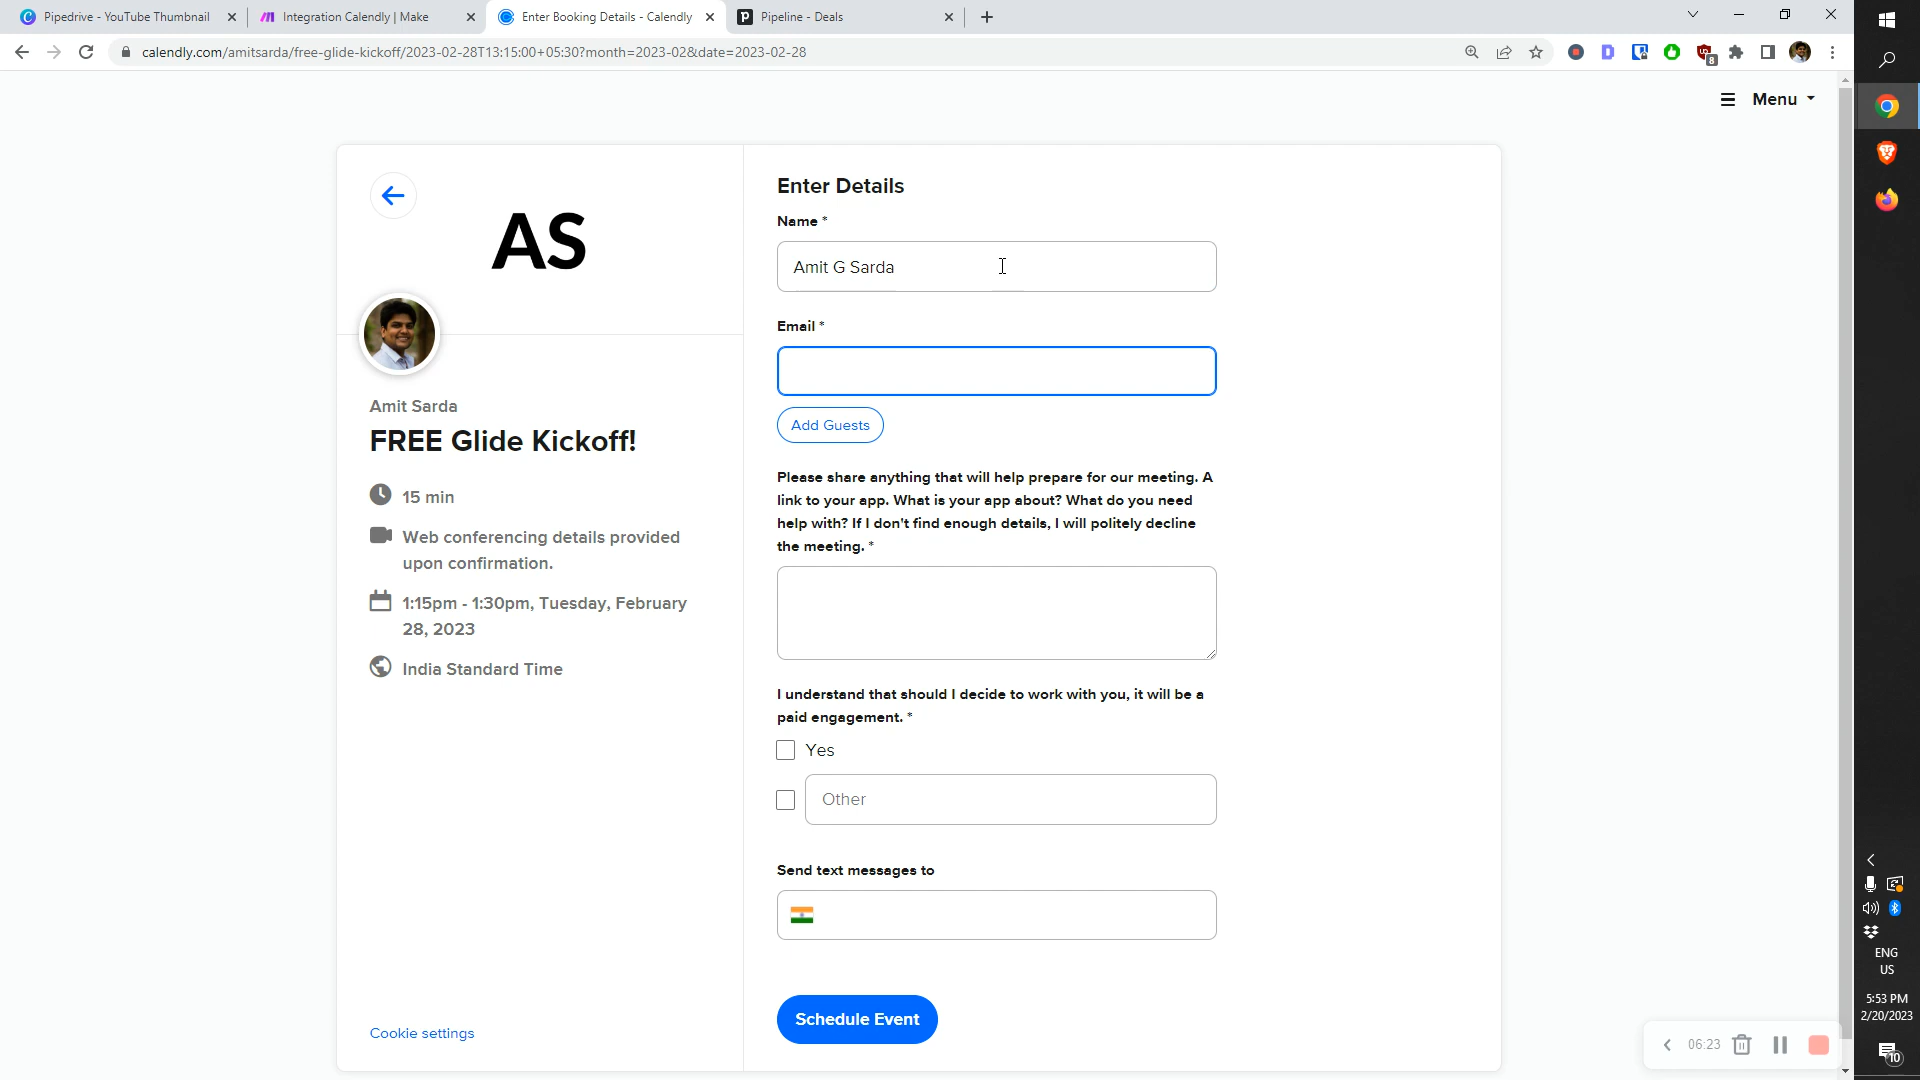 Pipedrive - YouTube Thumbnail
Integration Calendly | Make
Enter Booking Details - Calendly
Pipeline - Deals
calendly.com/amitsarda/free-glide-kickoff/2023-02-28T13:15:00+05:30?month=2023-02&date=2023-02-28
8
Menu
AS
Amit Sarda
FREE Glide Kickoff!
15 min
Web conferencing details provided
upon confirmation.
1:15pm - 1:30pm, Tuesday, February
28, 2023
India Standard Time
Cookie settings
Enter Details
Name *
Amit G Sarda
Email *
Add Guests
Please share anything that will help prepare for our meeting. A
link to your app. What is your app about? What do you need
help with? If I don't find enough details, I will politely decline
the meeting. *
I understand that should I decide to work with you, it will be a
paid engagement. *
Yes
Other
Send text messages to
Schedule Event
06:23
ENG
US
5:53 PM
2/20/2023
10